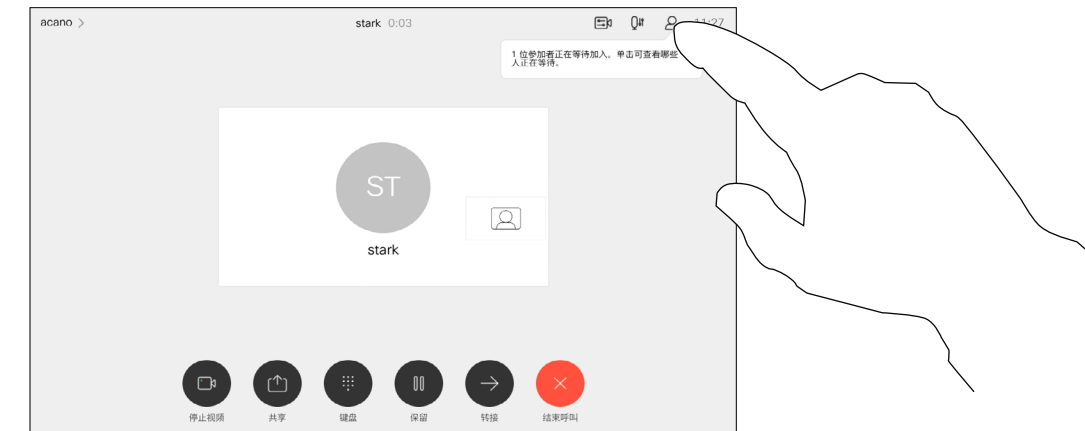 acano >
stark 0:03
11:27
1 位参加者正在等待加入。单击可查看哪些
人正在等待。
ST
stark
停止视频
共享
键盘
保留
转接
结束呼叫